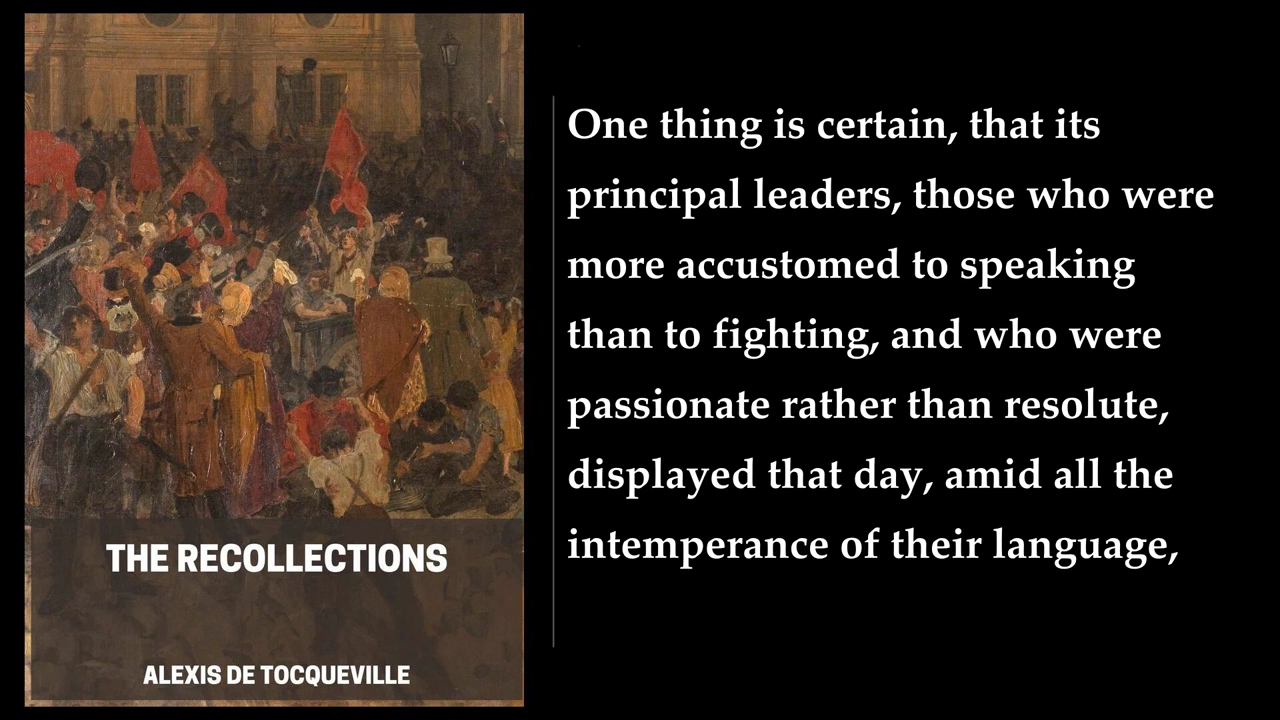 THE RECOLLECTIONS
ALEXIS DE TOCQUEVILLE
One thing is certain, that its
principal leaders, those who were
more accustomed to speaking
than to fighting, and who were
passionate rather than resolute,
displayed that day, amid all the
intemperance of their language,